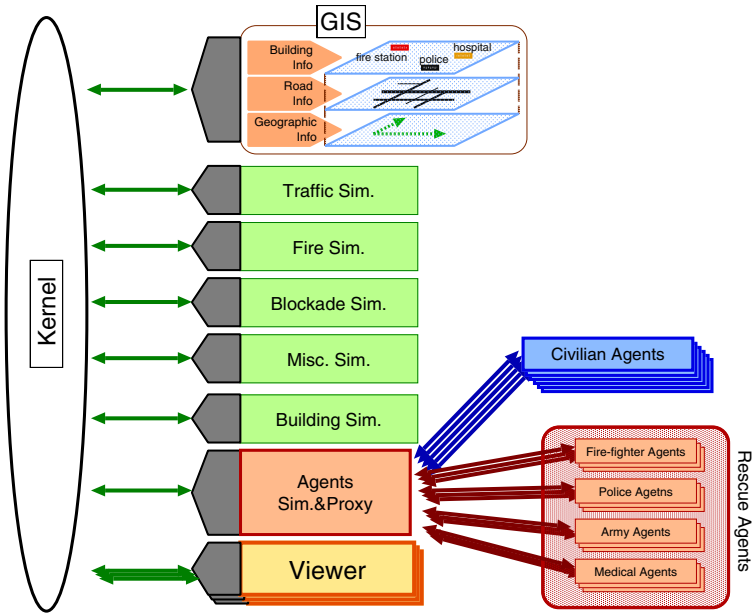 GIS
Building
Info
fire station
police
hospital
Road
Info
Geographic
Info
Kernel
Traffic Sim.
Fire Sim.
Blockade Sim.
Misc. Sim.
Building Sim.
Agents
Sim.&Proxy
Viewer
Civilian Agents
Rescue Agents
Fire-fighter Agents
Police Agetns
Army Agents
Medical Agents